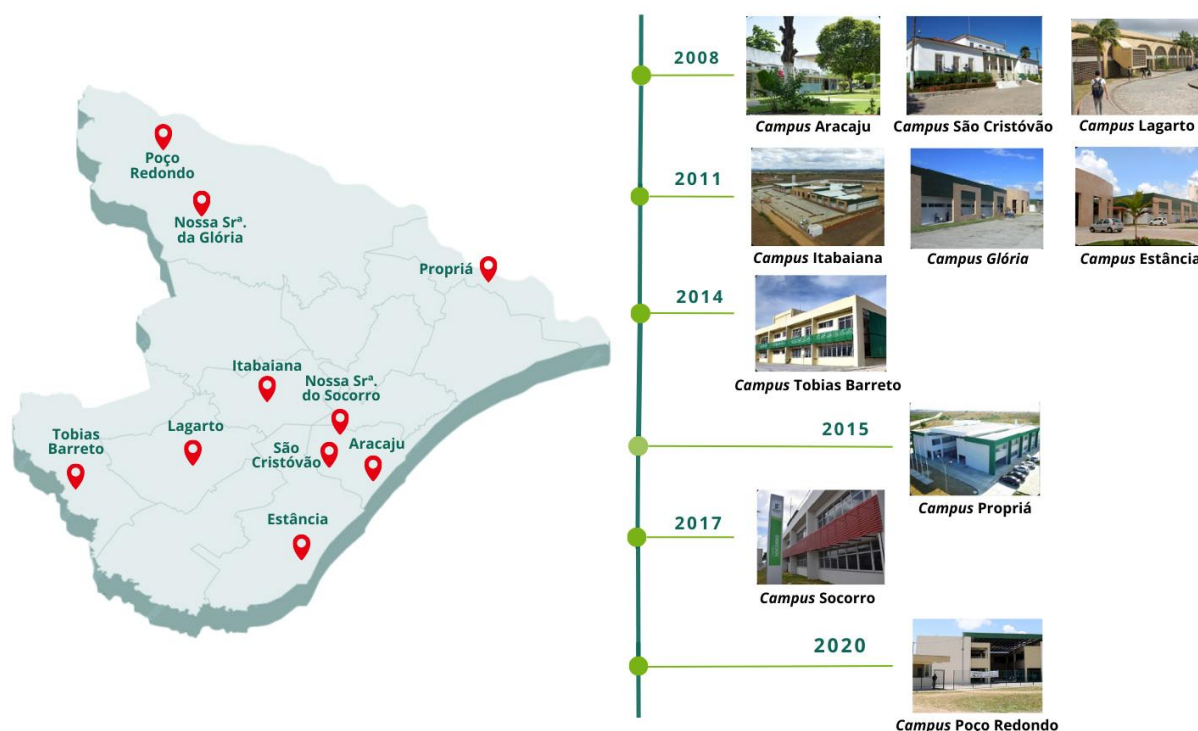 Poço
Redondo
Nossa Srª.
da Glória
Propriá
Itabaiana
Nossa Srª.
do Socorro
Tobias
Barreto
Lagarto
São
Cristóvão
Aracaju
Estância
2008
Campus Aracaju
Campus São Cristóvão
Campus Lagarto
2011
Campus Itabaiana
Campus Glória
Campus Estância
2014
Campus Tobias Barreto
2015
Campus Propriá
2017
Campus Socorro
2020
Campus Poço Redondo